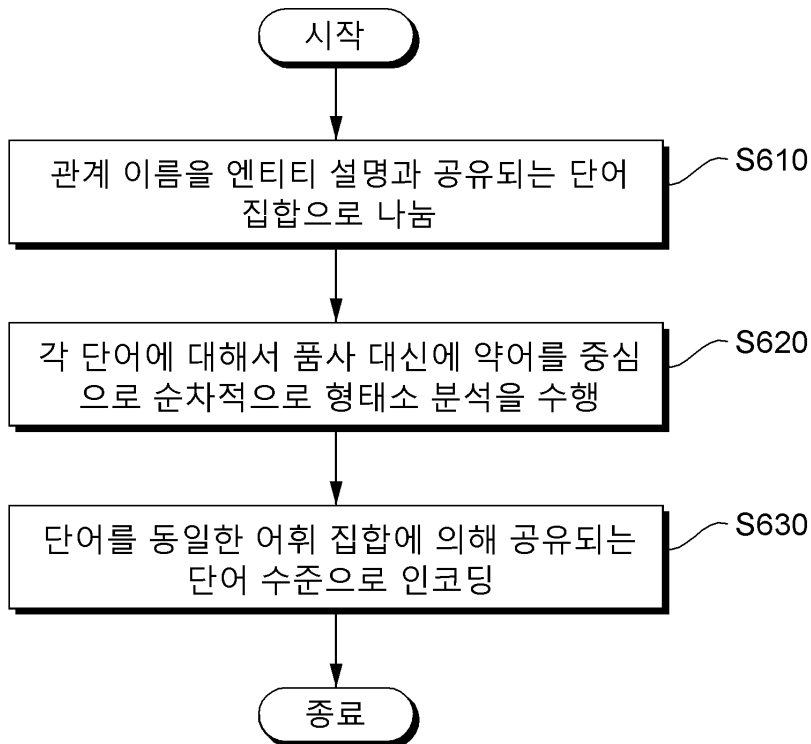 시작
관계 이름을 엔티티 설명과 공유되는 단어
집합으로 나눔
S610
각 단어에 대해서 품사 대신에 약어를 중심
으로 순차적으로 형태소 분석을 수행
S620
단어를 동일한 어휘 집합에 의해 공유되는
단어 수준으로 인코딩
S630
종료